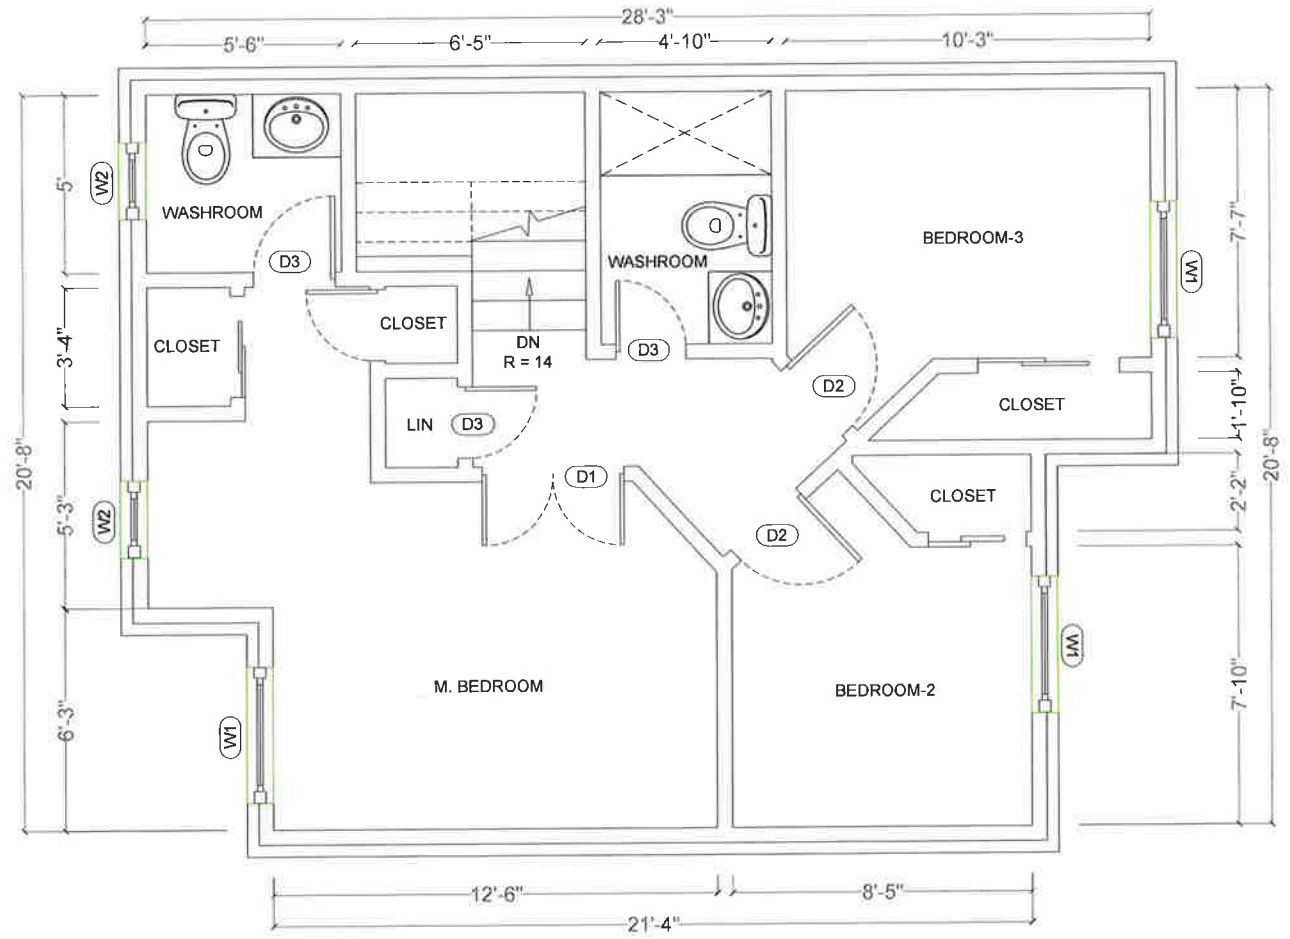 28'-3"
5'-6"
6'-5"
4'-10"
10'-3"
W2
5'
WASHROOM
D3
WASHROOM
BEDROOM-3
7'-7"
W1
CLOSET
3'-4"
CLOSET
DN
R = 14
D3
D2
CLOSET
1'-10"
LIN
D3
20'-8"
20'-8"
W2
5'-3"
D1
D2
CLOSET
2'-2"
W1
M. BEDROOM
BEDROOM-2
7'-10"
6'-3"
W1
12'-6"
8'-5"
21'-4"